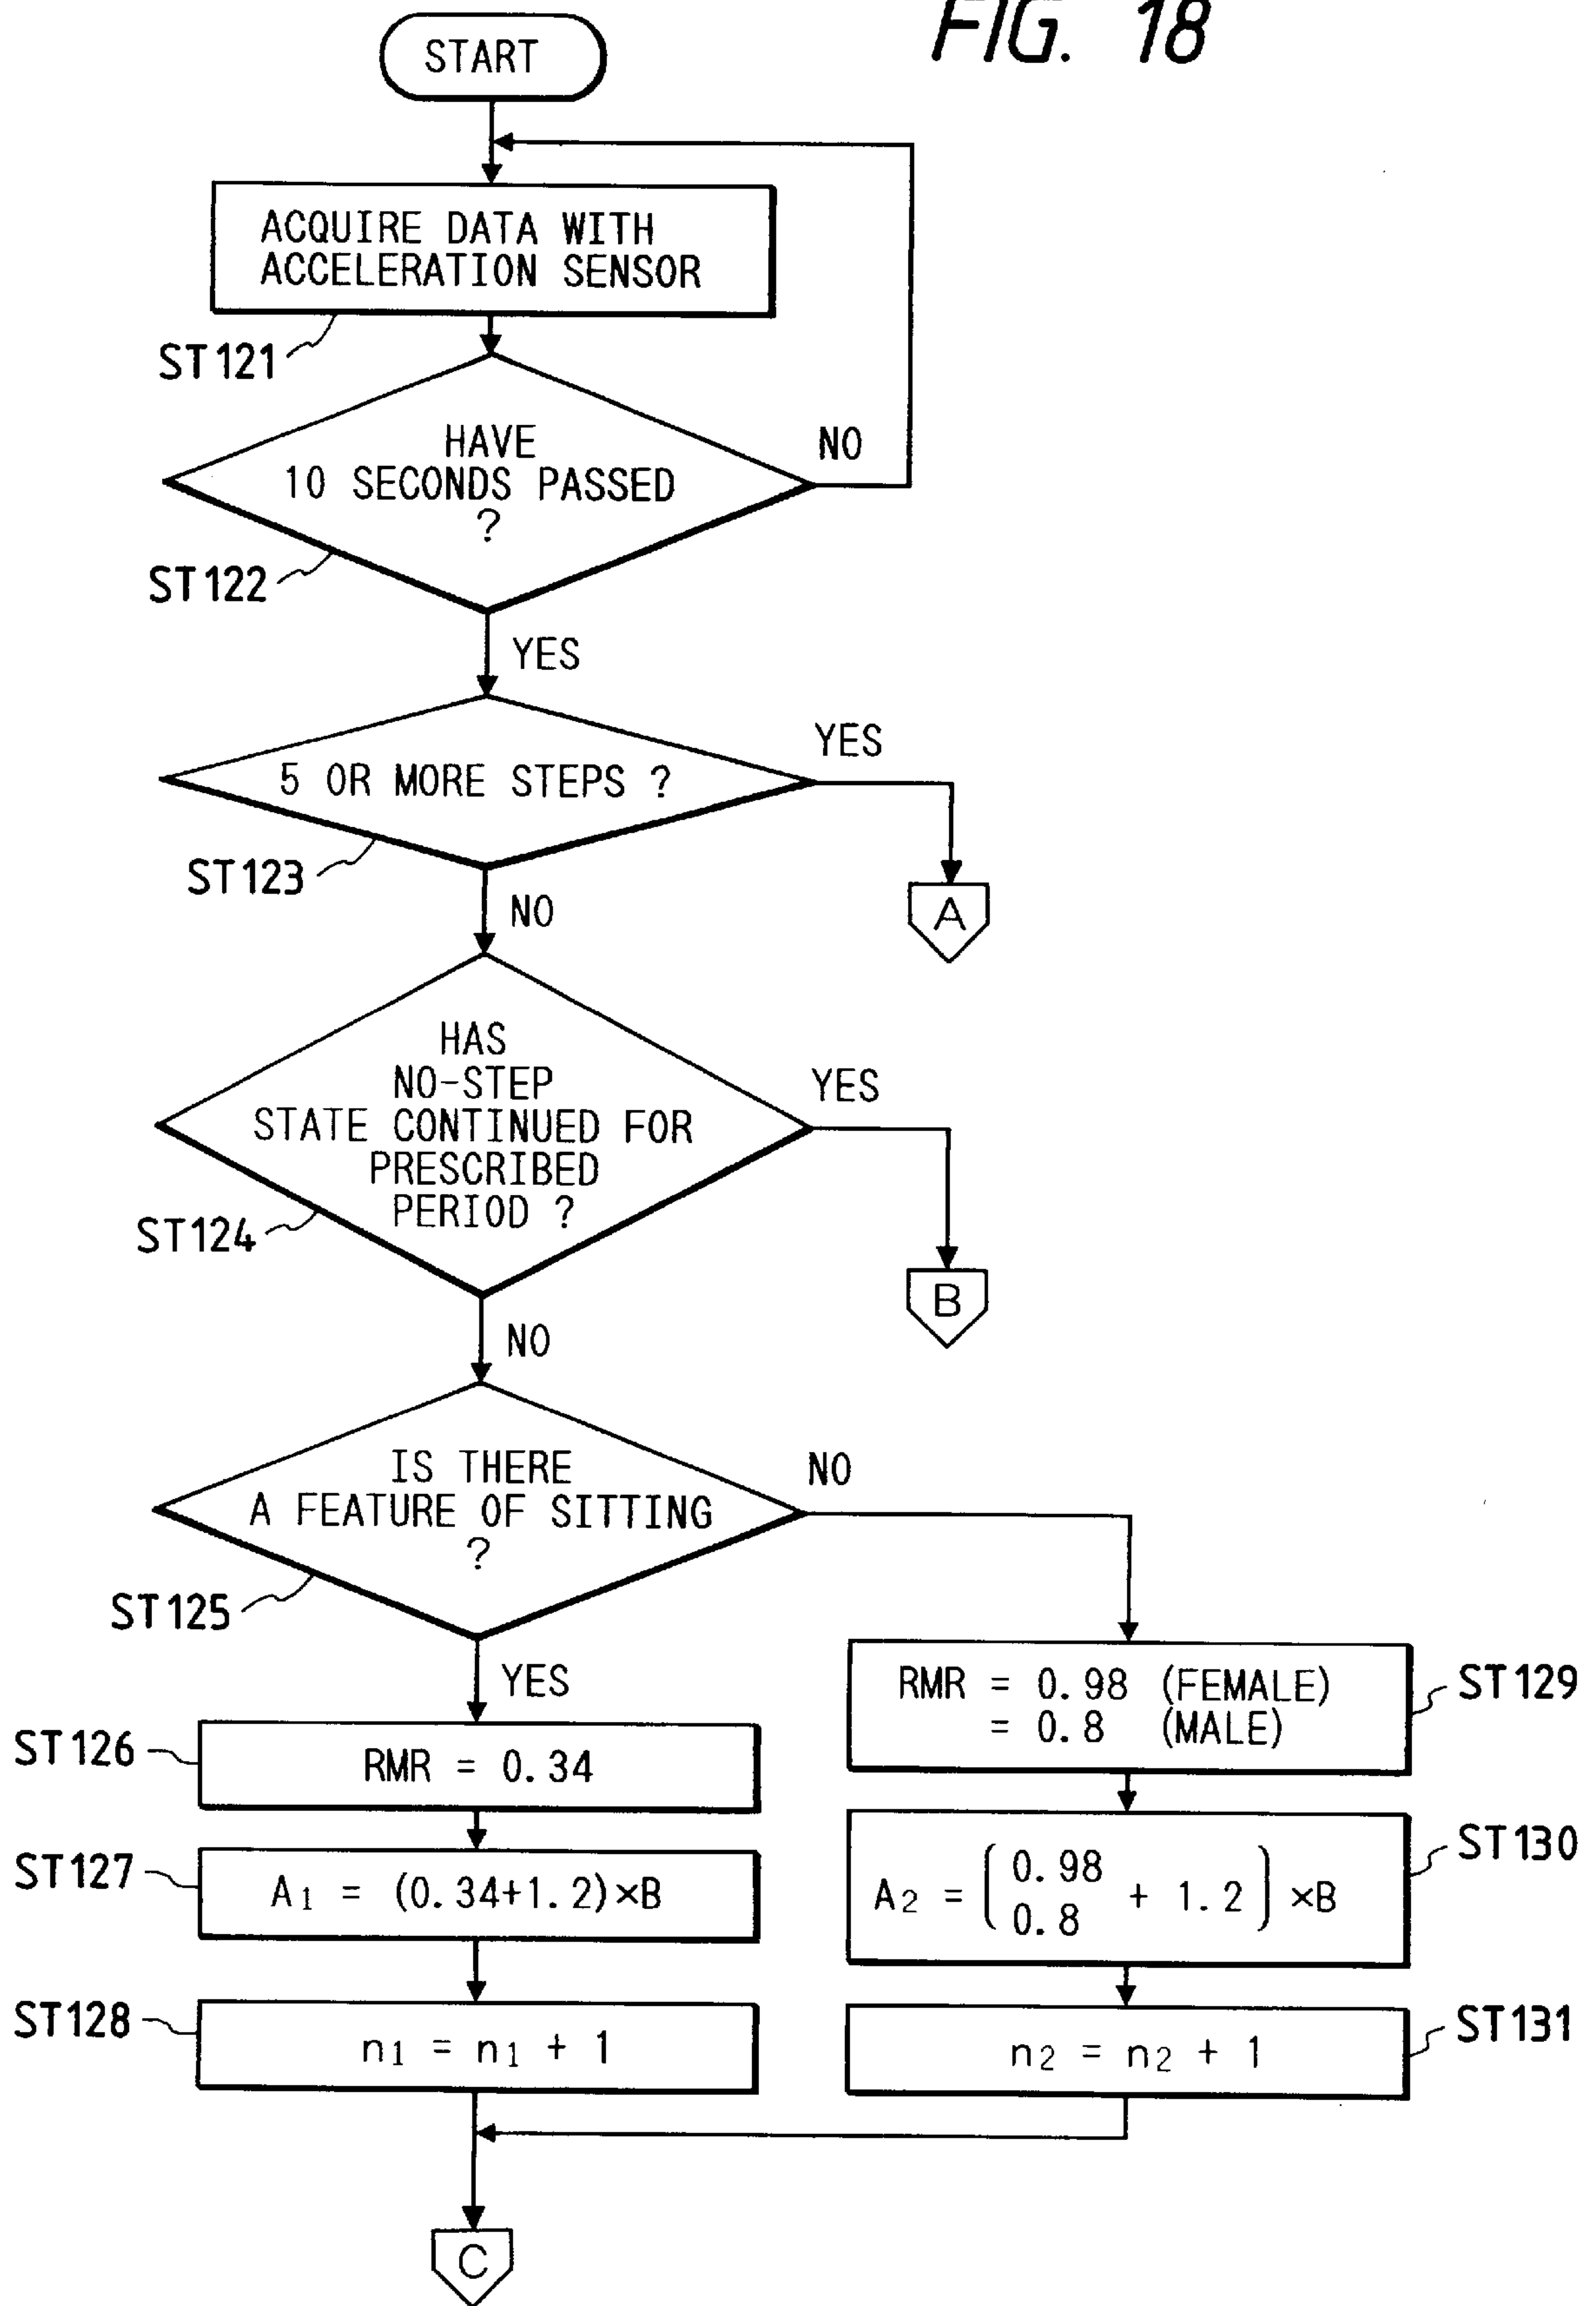 FIG. 18
START
ACQUIRE DATA WITH
ACCELERATION SENSOR
ST121
HAVE
10 SECONDS PASSED
?
NO
ST122
YES
5 OR MORE STEPS ?
YES
ST123
A
NO
HAS
NO-STEP
STATE CONTINUED FOR
PRESCRIBED
PERIOD ?
YES
ST124
B
NO
IS THERE
A FEATURE OF SITTING
?
NO
ST125
YES
ST126
RMR = 0.34
RMR = 0.98 (FEMALE)
= 0.8 (MALE)
ST129
ST127
A1 = (0.34+1.2)×B
A2 = (0.98
0.8 + 1.2) ×B
ST130
ST128
n1 = n1 + 1
n2 = n2 + 1
ST131
C